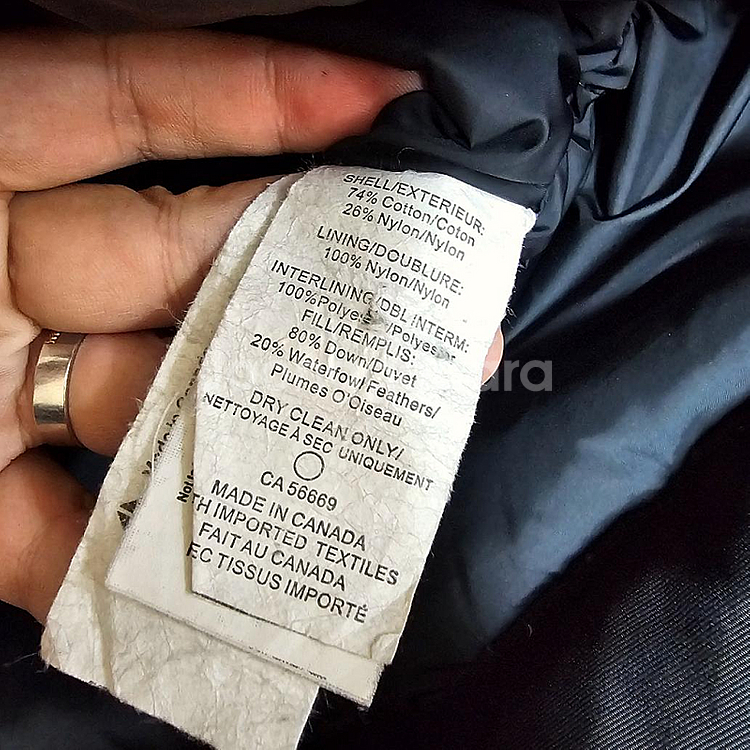 SHELL/EXTERIEUR:
74% Cotton/Coton
26% Nylon/Nylon
LINING/DOUBLURE:
100% Nylon/Nylon
INTERLINING/DBL INTERM:
100%Polyester/Polyester
FILL/REMPLIS:
80% Down/Duvet
20% Waterfowl Feathers/
Plumes O'Oiseau
DRY CLEAN ONLY/
NETTOYAGE À SEC UNIQUEMENT
CA 56669
MADE IN CANADA
TH IMPORTED TEXTILES
FAIT AU CANADA
EC TISSUS IMPORTÉ
Made in